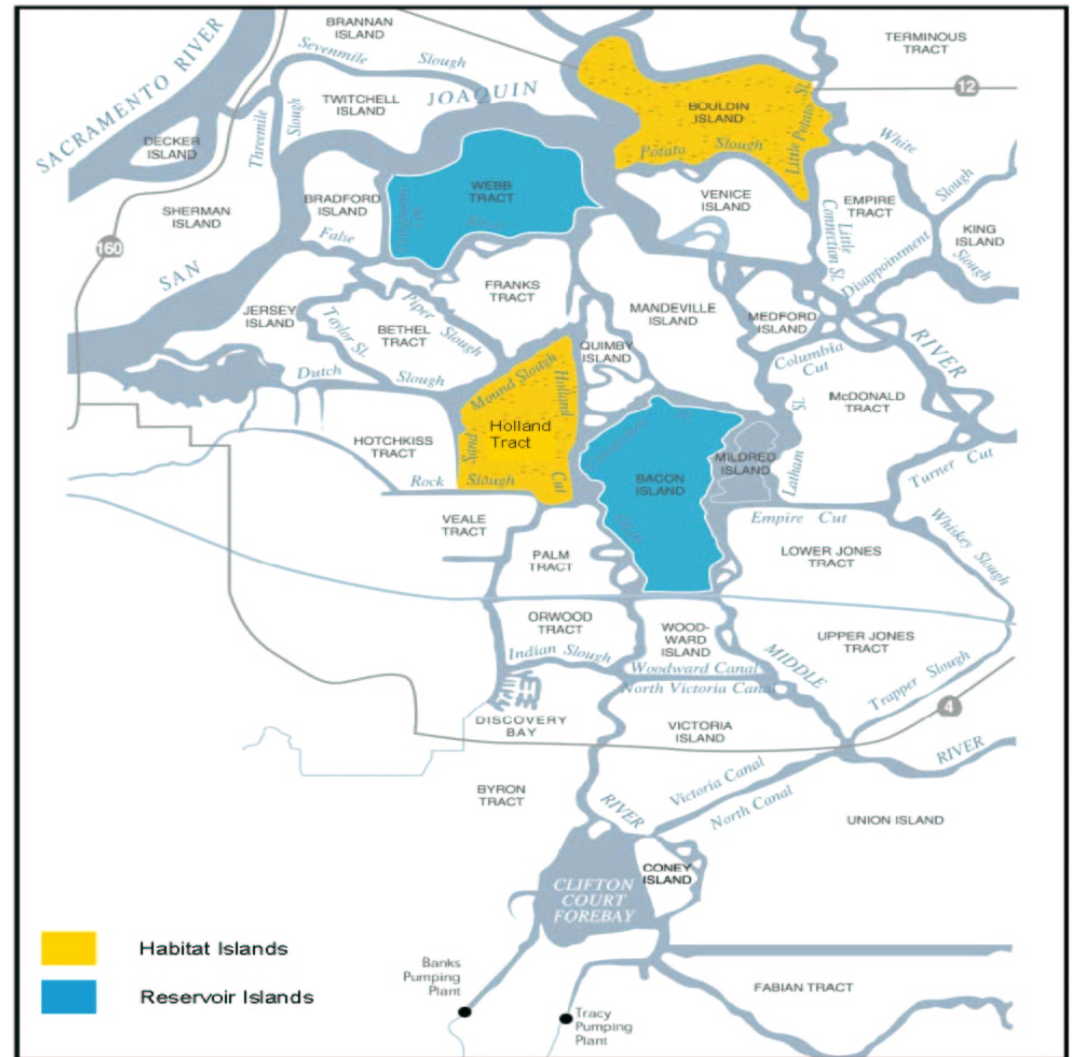 BRANNAN
ISLAND
TERMINOUS
TRACT
SACRAMENTO RIVER
Sevenmile Slough
JOAQUIN
12
TWITCHELL
ISLAND
BOULDIN
ISLAND
Threemile Slough
DECKER
ISLAND
Potato Slough
Little Potato Sl.
White Slough
WEBB
TRACT
BRADFORD
ISLAND
VENICE
ISLAND
EMPIRE
TRACT
SHERMAN
ISLAND
Little
Connection Sl.
KING
ISLAND
False
160
Disappointment Slough
SAN
FRANKS
TRACT
MANDEVILLE
ISLAND
MEDFORD
ISLAND
JERSEY
ISLAND
Piper Slough
Taylor Sl.
BETHEL
TRACT
QUIMBY
ISLAND
RIVER
Columbia
Cut
Dutch Slough
Mound Slough
Holland Cut
McDONALD
TRACT
Holland
Tract
Sand
HOTCHKISS
TRACT
MILDRED
ISLAND
Latham Sl.
BACON
ISLAND
Turner Cut
Rock Slough
VEALE
TRACT
Empire Cut
Whiskey Slough
PALM
TRACT
LOWER JONES
TRACT
ORWOOD
TRACT
WOOD-
WARD
ISLAND
UPPER JONES
TRACT
Indian Slough
MIDDLE
Woodward Canal
North Victoria Canal
Trapper Slough
4
DISCOVERY
BAY
VICTORIA
ISLAND
RIVER
BYRON
TRACT
RIVER
Victoria Canal
North Canal
UNION ISLAND
CONEY
ISLAND
CLIFTON
COURT
FOREBAY
Habitat Islands
Reservoir Islands
Banks
Pumping
Plant
FABIAN TRACT
Tracy
Pumping
Plant